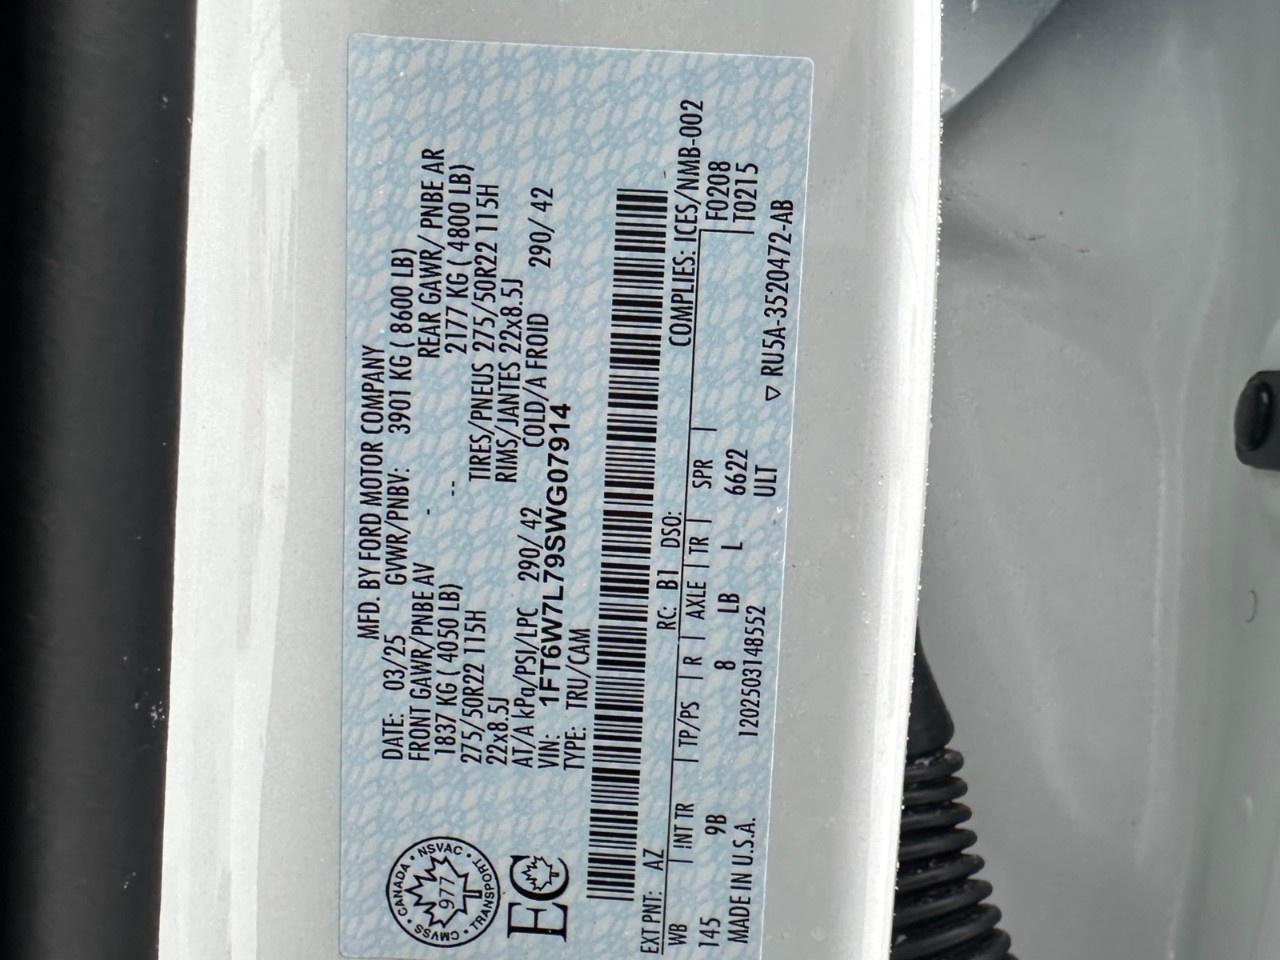 MFD. BY FORD MOTOR COMPANY
DATE: 03/25 GVWR/PNBV: 3901 KG ( 8600 LB)
FRONT GAWR/PNBE AV REAR GAWR/ PNBE AR
1837 KG ( 4050 LB) - -- 2177 KG ( 4800 LB)
275/50R22 115H TIRES/PNEUS 275/50R22 115H
22x8.5J RIMS/JANTES 22x8.5J
AT/A kPa/PSI/LPC 290/ 42 COLD/A FROID 290/ 42
VIN: 1FT6W7L79SWG07914
TYPE: TRU/CAM
CANADA • NSVAC • TRANSPORT • CMVSS •
977
EC
EXT PNT: AZ RC: B1 DSO: COMPLIES: ICES/NMB-002
WB INT TR TP/PS R AXLE TR SPR F0208
145 9B 8 LB L 6622 T0215
MADE IN U.S.A. 1202503148552 ULT ▽ RU5A-3520472-AB